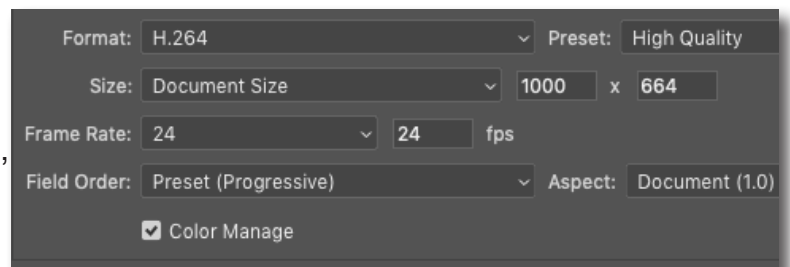 Format: H.264 Preset: High Quality
Size: Document Size 1000 x 664
Frame Rate: 24 24 fps
,
Field Order: Preset (Progressive) Aspect: Document (1.0)
Color Manage